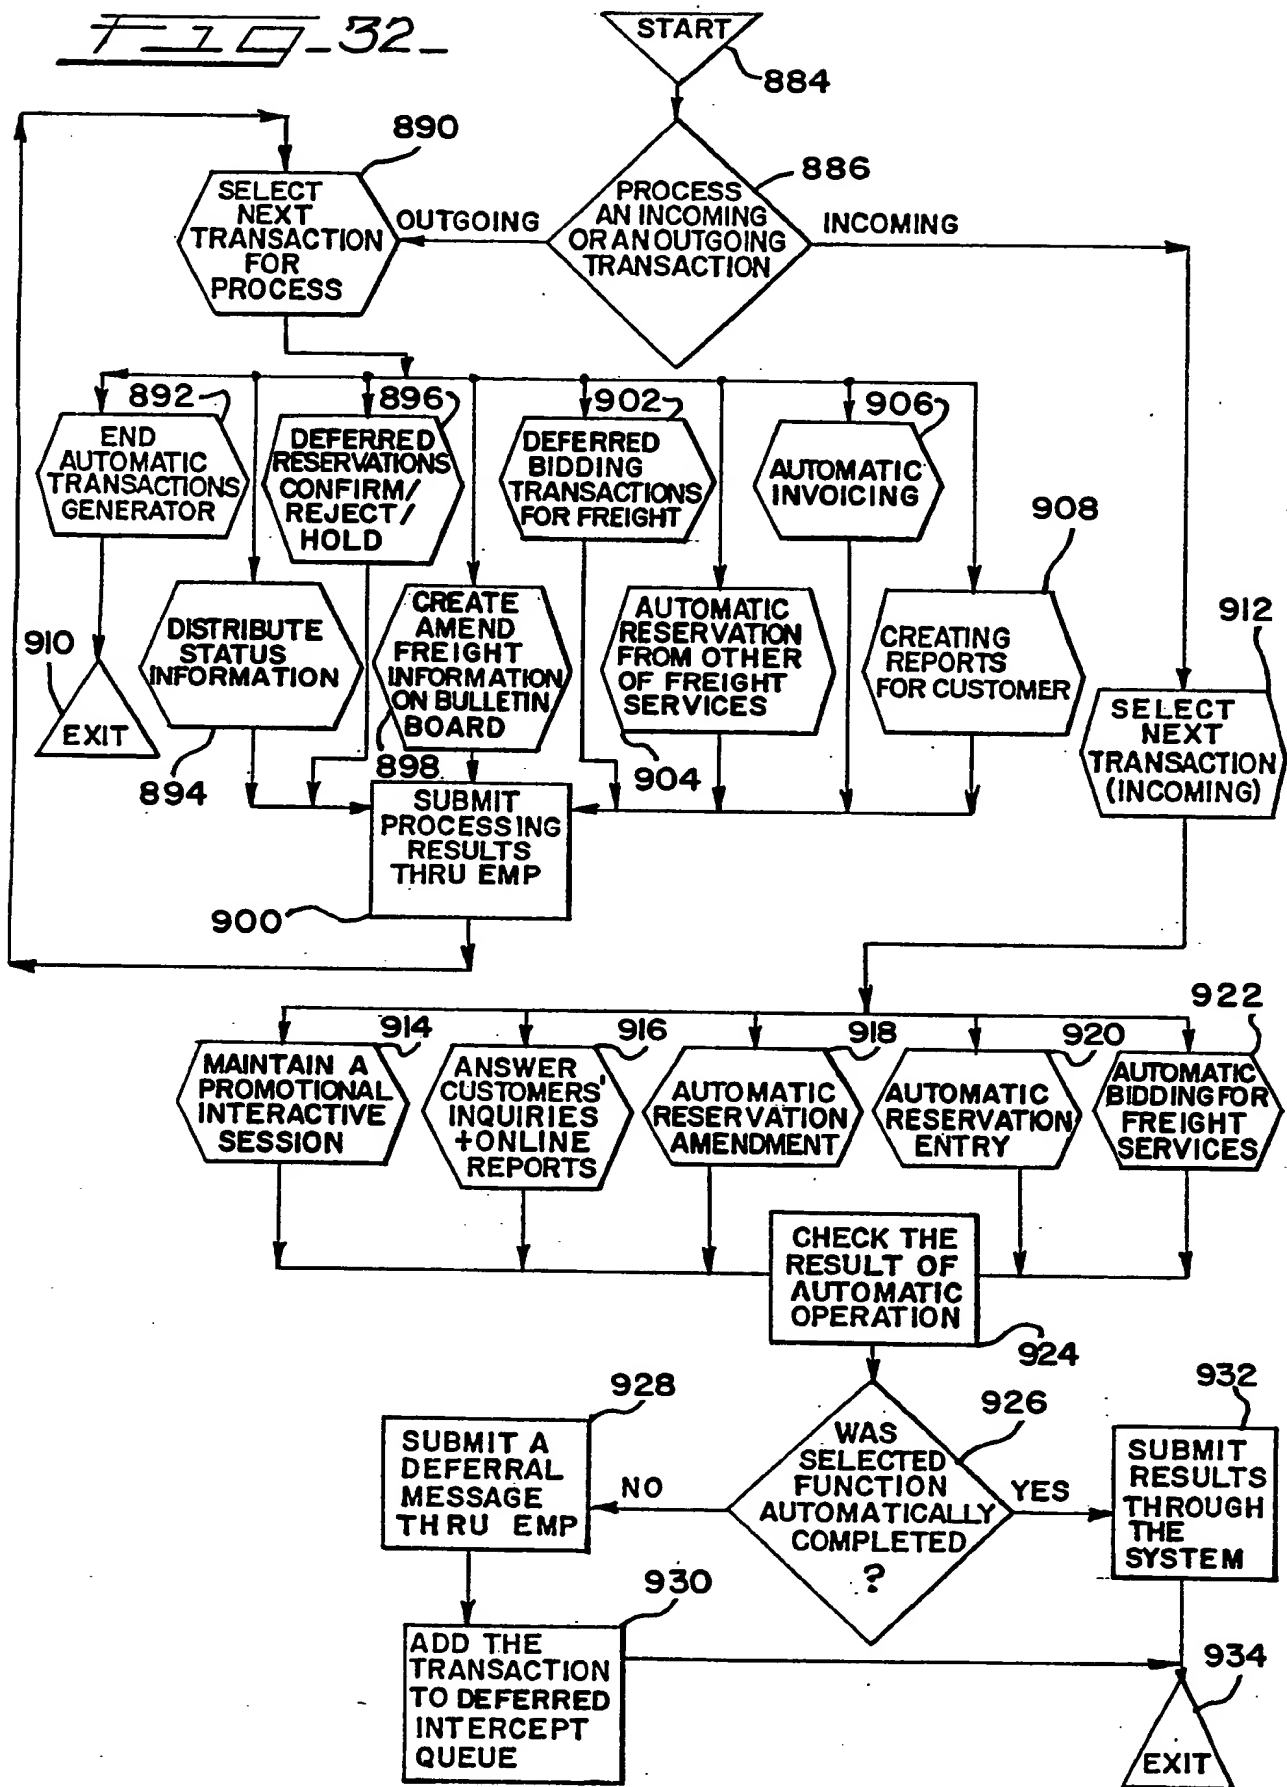 FIG-32-
START
884
886
PROCESS
AN INCOMING
OR AN OUTGOING
TRANSACTION
OUTGOING
INCOMING
890
SELECT
NEXT
TRANSACTION
FOR
PROCESS
892
END
AUTOMATIC
TRANSACTIONS
GENERATOR
896
DEFERRED
RESERVATIONS
CONFIRM/
REJECT/
HOLD
902
DEFERRED
BIDDING
TRANSACTIONS
FOR FREIGHT
906
AUTOMATIC
INVOICING
908
910
EXIT
DISTRIBUTE
STATUS
INFORMATION
894
CREATE
AMEND
FREIGHT
INFORMATION
ON BULLETIN
BOARD
898
AUTOMATIC
RESERVATION
FROM OTHER
OF FREIGHT
SERVICES
904
CREATING
REPORTS
FOR CUSTOMER
912
SELECT
NEXT
TRANSACTION
(INCOMING)
SUBMIT
PROCESSING
RESULTS
THRU EMP
900
914
MAINTAIN A
PROMOTIONAL
INTERACTIVE
SESSION
916
ANSWER
CUSTOMERS'
INQUIRIES
+ONLINE
REPORTS
918
AUTOMATIC
RESERVATION
AMENDMENT
920
AUTOMATIC
RESERVATION
ENTRY
922
AUTOMATIC
BIDDING FOR
FREIGHT
SERVICES
CHECK THE
RESULT OF
AUTOMATIC
OPERATION
924
926
WAS
SELECTED
FUNCTION
AUTOMATICALLY
COMPLETED
?
NO
YES
928
SUBMIT A
DEFERRAL
MESSAGE
THRU EMP
932
SUBMIT
RESULTS
THROUGH
THE
SYSTEM
930
ADD THE
TRANSACTION
TO DEFERRED
INTERCEPT
QUEUE
934
EXIT